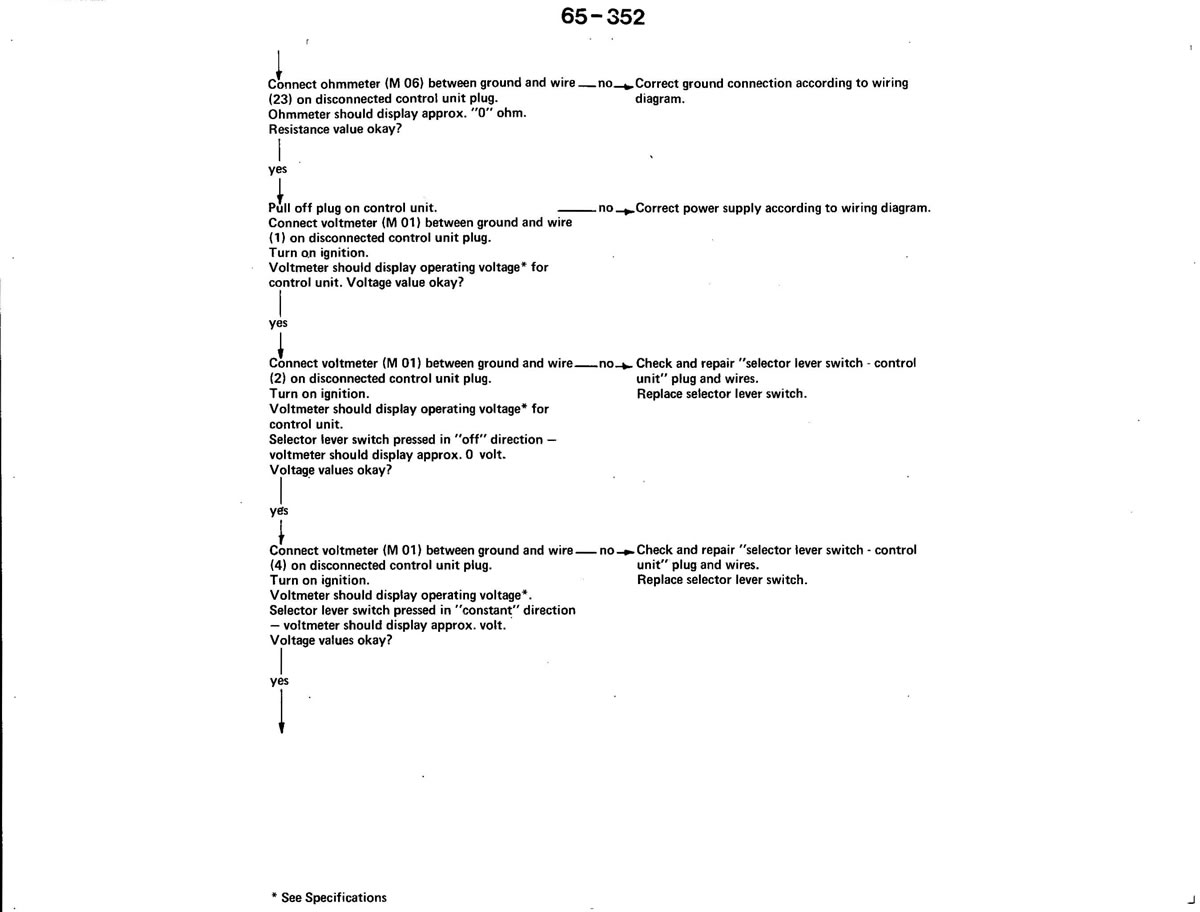 65-352
Connect ohmmeter (M 06) between ground and wire no Correct ground connection according to wiring
(23) on disconnected control unit plug. diagram.
Ohmmeter should display approx. "0" ohm.
Resistance value okay?
yes
Pull off plug on control unit. no Correct power supply according to wiring diagram.
Connect voltmeter (M 01) between ground and wire
(1) on disconnected control unit plug.
Turn on ignition.
Voltmeter should display operating voltage* for
control unit. Voltage value okay?
yes
Connect voltmeter (M 01) between ground and wire no Check and repair "selector lever switch - control
(2) on disconnected control unit plug. unit" plug and wires.
Turn on ignition. Replace selector lever switch.
Voltmeter should display operating voltage* for
control unit.
Selector lever switch pressed in "off" direction —
voltmeter should display approx. 0 volt.
Voltage values okay?
yes
Connect voltmeter (M 01) between ground and wire no Check and repair "selector lever switch - control
(4) on disconnected control unit plug. unit" plug and wires.
Turn on ignition. Replace selector lever switch.
Voltmeter should display operating voltage*.
Selector lever switch pressed in "constant" direction
— voltmeter should display approx. volt.
Voltage values okay?
yes
* See Specifications